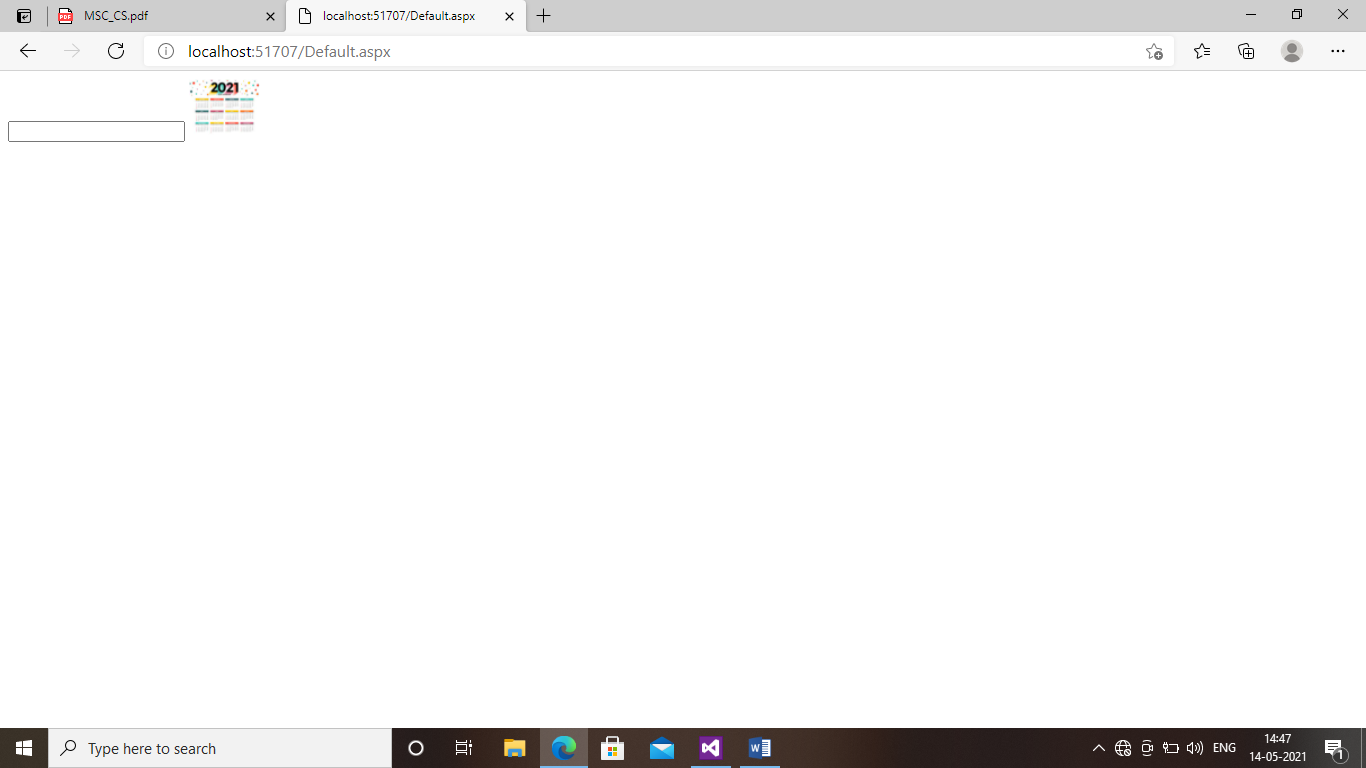 MSC_CS.pdf
localhost:51707/Default.aspx
localhost:51707/Default.aspx
2021
Type here to search
ENG
14:47
14-05-2021
1